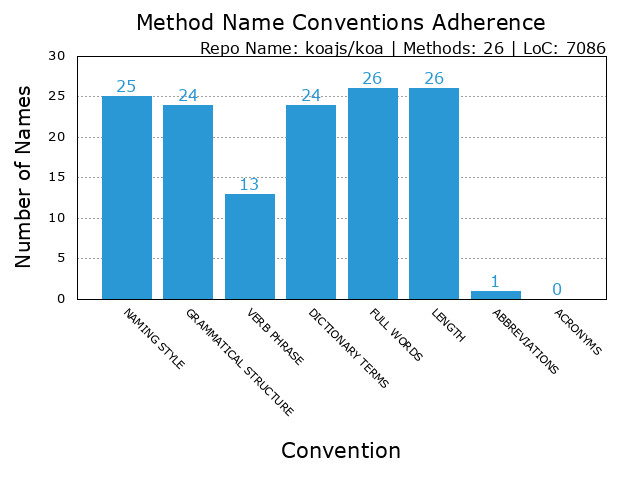 Method Name Conventions Adherence
Repo Name: koajs/koa | Methods: 26 | LoC: 7086
Number of Names
30
25
20
15
10
5
0
25
24
13
24
26
26
1
0
NAMING STYLE
GRAMMATICAL STRUCTURE
VERB PHRASE
DICTIONARY TERMS
FULL WORDS
LENGTH
ABBREVIATIONS
ACRONYMS
Convention